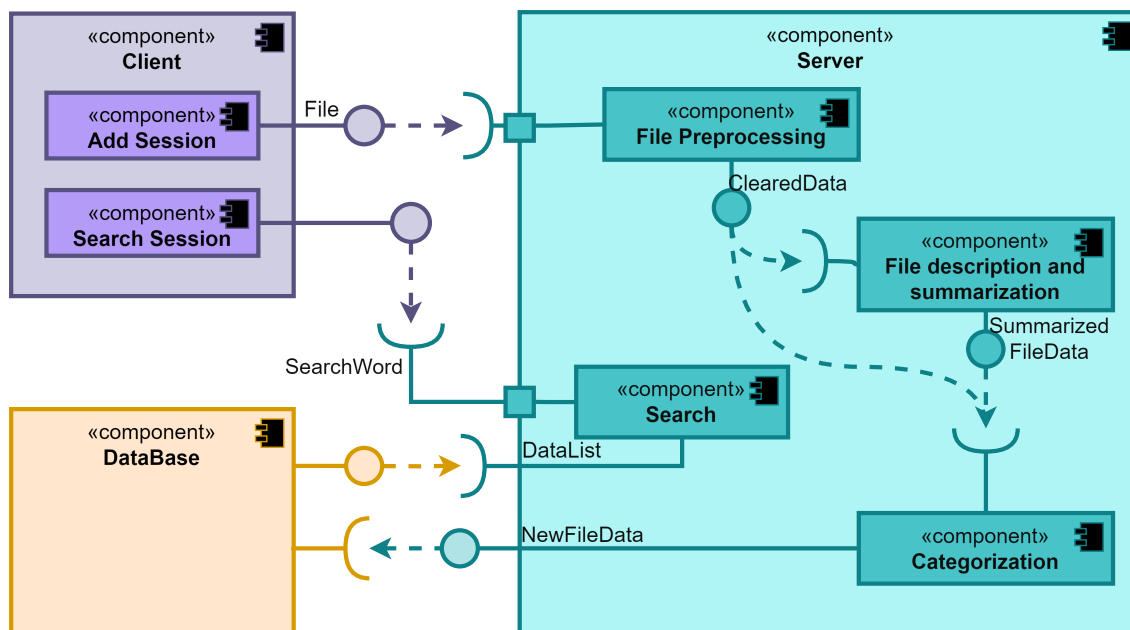 «component»
Client
«component»
Add Session
«component»
Search Session
File
SearchWord
«component»
DataBase
«component»
Server
«component»
File Preprocessing
ClearedData
«component»
File description and
summarization
Summarized
FileData
«component»
Search
DataList
NewFileData
«component»
Categorization